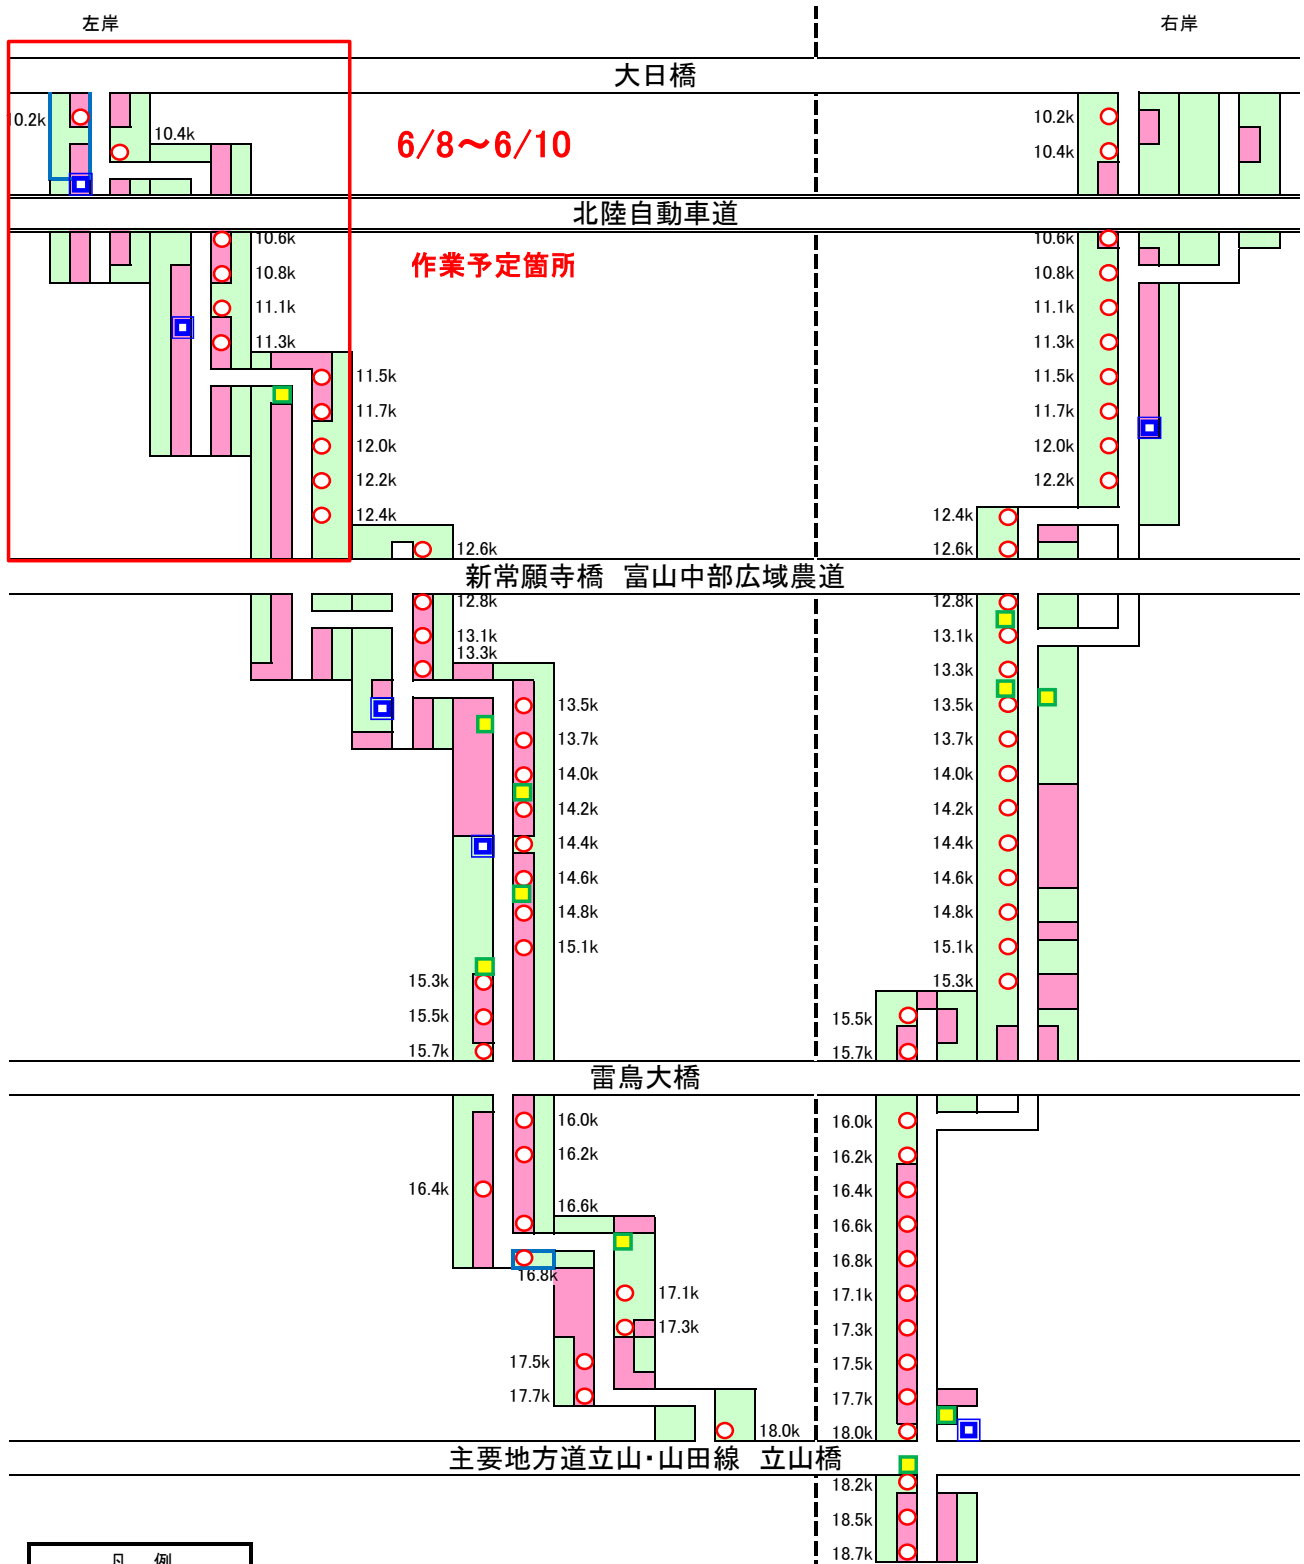 左岸
右岸
大日橋
10.2k
10.4k
6/8～6/10
10.2k
10.4k
北陸自動車道
10.6k
10.8k
11.1k
11.3k
11.5k
11.7k
12.0k
12.2k
12.4k
12.6k
作業予定箇所
10.6k
10.8k
11.1k
11.3k
11.5k
11.7k
12.0k
12.2k
12.4k
12.6k
新常願寺橋　富山中部広域農道
12.8k
13.1k
13.3k
13.5k
13.7k
14.0k
14.2k
14.4k
14.6k
14.8k
15.1k
15.3k
15.5k
15.7k
12.8k
13.1k
13.3k
13.5k
13.7k
14.0k
14.2k
14.4k
14.6k
14.8k
15.1k
15.3k
15.5k
15.7k
雷鳥大橋
16.0k
16.2k
16.4k
16.6k
16.8k
17.1k
17.3k
17.5k
17.7k
18.0k
16.0k
16.2k
16.4k
16.6k
16.8k
17.1k
17.3k
17.5k
17.7k
18.0k
主要地方道立山・山田線　立山橋
18.2k
18.5k
18.7k
凡　例